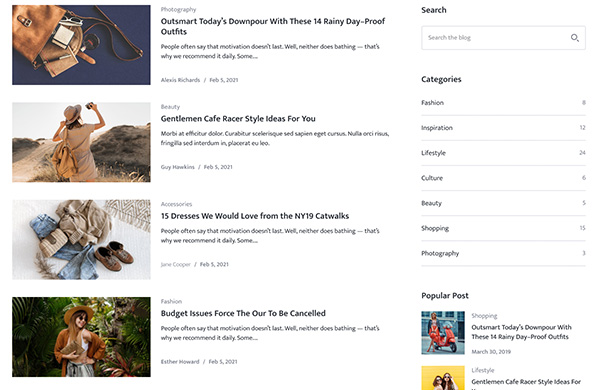 Photography
Outsmart Today's Downpour With These 14 Rainy Day-Proof
Outfits
People often say that motivation doesn't last. Well, neither does bathing — that's
why we recommend it daily. Some...
Alexis Richards / Feb 5, 2021
Beauty
Gentlemen Cafe Racer Style Ideas For You
Morbi at efficitur dolor. Curabitur scelerisque sed sapien eget cursus. Nulla orci risus,
fringilla sed interdum in, placerat eu leo.
Guy Hawkins / Feb 5, 2021
Accessories
15 Dresses We Would Love from the NY19 Catwalks
People often say that motivation doesn't last. Well, neither does bathing — that's
why we recommend it daily. Some...
Jane Cooper / Feb 5, 2021
Fashion
Budget Issues Force The Our To Be Cancelled
People often say that motivation doesn't last. Well, neither does bathing — that's
why we recommend it daily. Some...
Esther Howard / Feb 5, 2021
Search
Search the blog
Categories
Fashion 8
Inspiration 12
Lifestyle 24
Culture 6
Beauty 5
Shopping 15
Photography 3
Popular Post
Shopping
Outsmart Today's Downpour With
These 14 Rainy Day-Proof Outfits
March 30, 2019
Lifestyle
Gentlemen Cafe Racer Style Ideas For
You